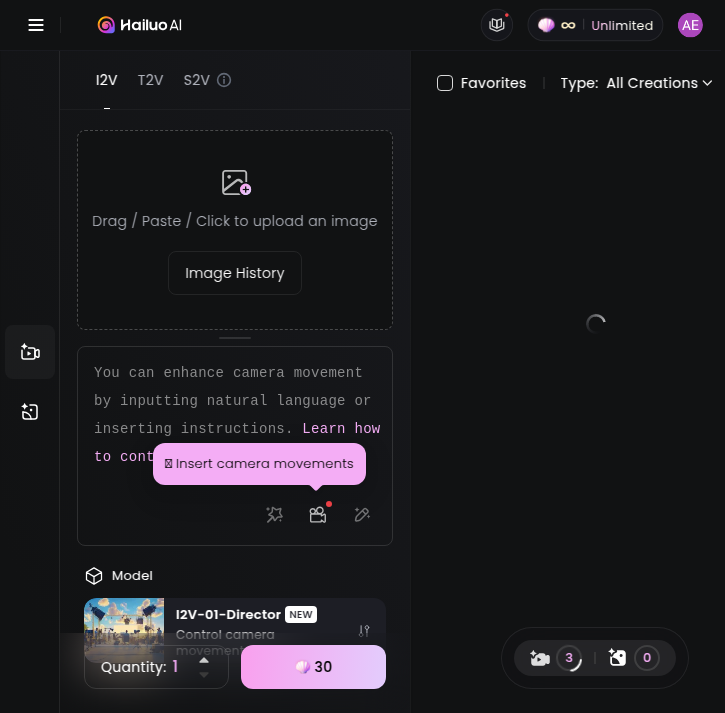 Hailuo AI
∞ Unlimited
AE
I2V T2V S2V
Favorites
Type: All Creations
Drag / Paste / Click to upload an image
Image History
You can enhance camera movement
by inputting natural language or
inserting instructions. Learn how
to cont
Insert camera movements
Model
I2V-01-Director NEW
Control camera
movement
Quantity: 1
30
3
0